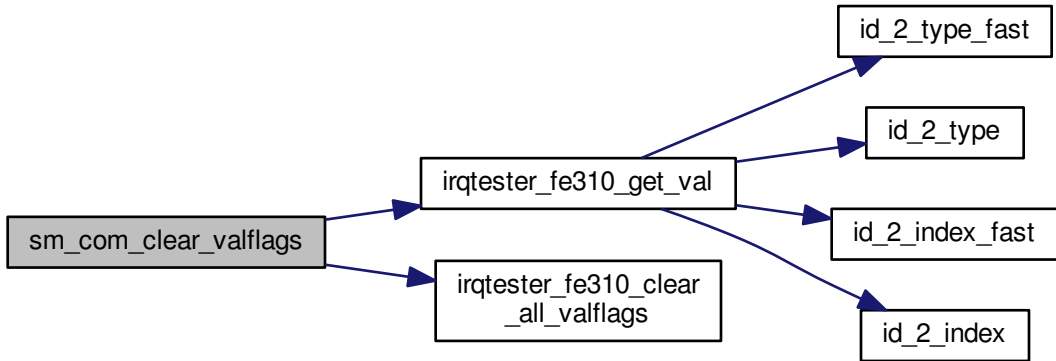 sm_com_clear_valflags
irqtester_fe310_get_val
irqtester_fe310_clear
_all_valflags
id_2_type_fast
id_2_type
id_2_index_fast
id_2_index